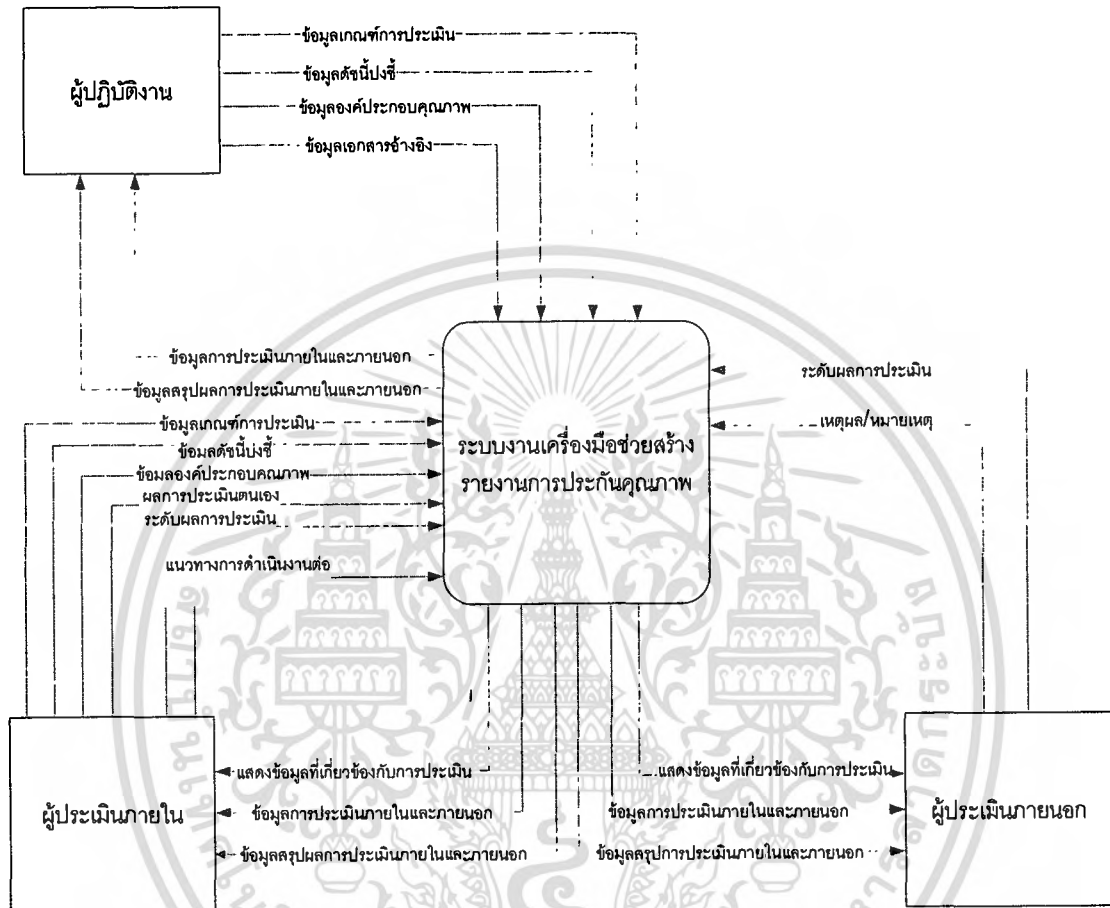 ข้อมูลเกณฑ์การประเมิน
ข้อมูลดัชนี้บ่งชี้
ผู้ปฏิบัติงาน
ข้อมูลองค์ประกอบคุณภาพ
ข้อมูลเอกสารอ้างอิง
ข้อมูลการประเมินภายในและภายนอก
ข้อมูลสรุปผลการประเมินภายในและภายนอก
ข้อมูลเกณฑ์การประเมิน
ข้อมูลดัชนี้บ่งชี้
ข้อมูลองค์ประกอบคุณภาพ
ผลการประเมินตนเอง
ระดับผลการประเมิน
แนวทางการดำเนินงานต่อ
ระบบงานเครื่องมือช่วยสร้าง
รายงานการประกันคุณภาพ
ระดับผลการประเมิน
เหตุผล/หมายเหตุ
ผู้ประเมินภายใน
แสดงข้อมูลที่เกี่ยวข้องกับการประเมิน
ข้อมูลการประเมินภายในและภายนอก
ข้อมูลสรุปผลการประเมินภายในและภายนอก
แสดงข้อมูลที่เกี่ยวข้องกับการประเมิน
ข้อมูลการประเมินภายในและภายนอก
ข้อมูลสรุปการประเมินภายในและภายนอก
ผู้ประเมินภายนอก